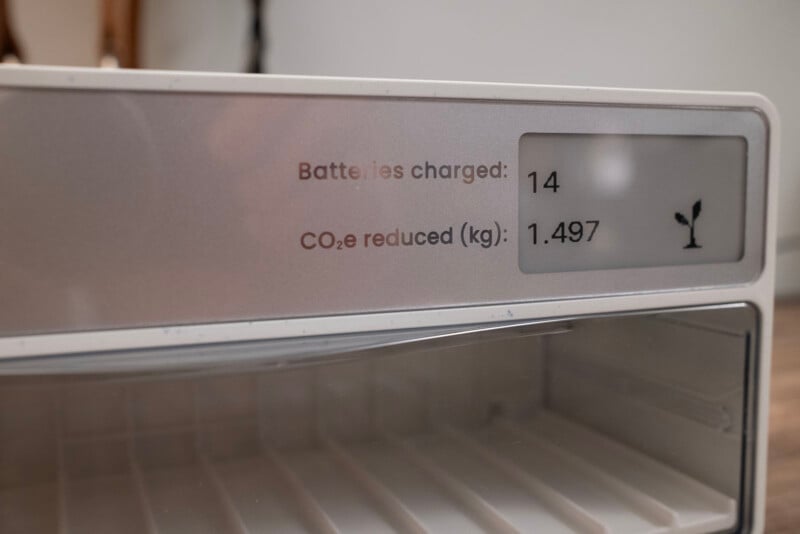 Batteries charged: 14
CO₂e reduced (kg): 1.497